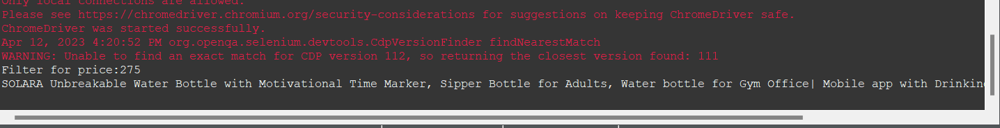 Only local connections are allowed.
Please see https://chromedriver.chromium.org/security-considerations for suggestions on keeping ChromeDriver safe.
ChromeDriver was started successfully.
Apr 12, 2023 4:20:52 PM org.openqa.selenium.devtools.CdpVersionFinder findNearestMatch
WARNING: Unable to find an exact match for CDP version 112, so returning the closest version found: 111
Filter for price:275
SOLARA Unbreakable Water Bottle with Motivational Time Marker, Sipper Bottle for Adults, Water bottle for Gym Office| Mobile app with Drinkin